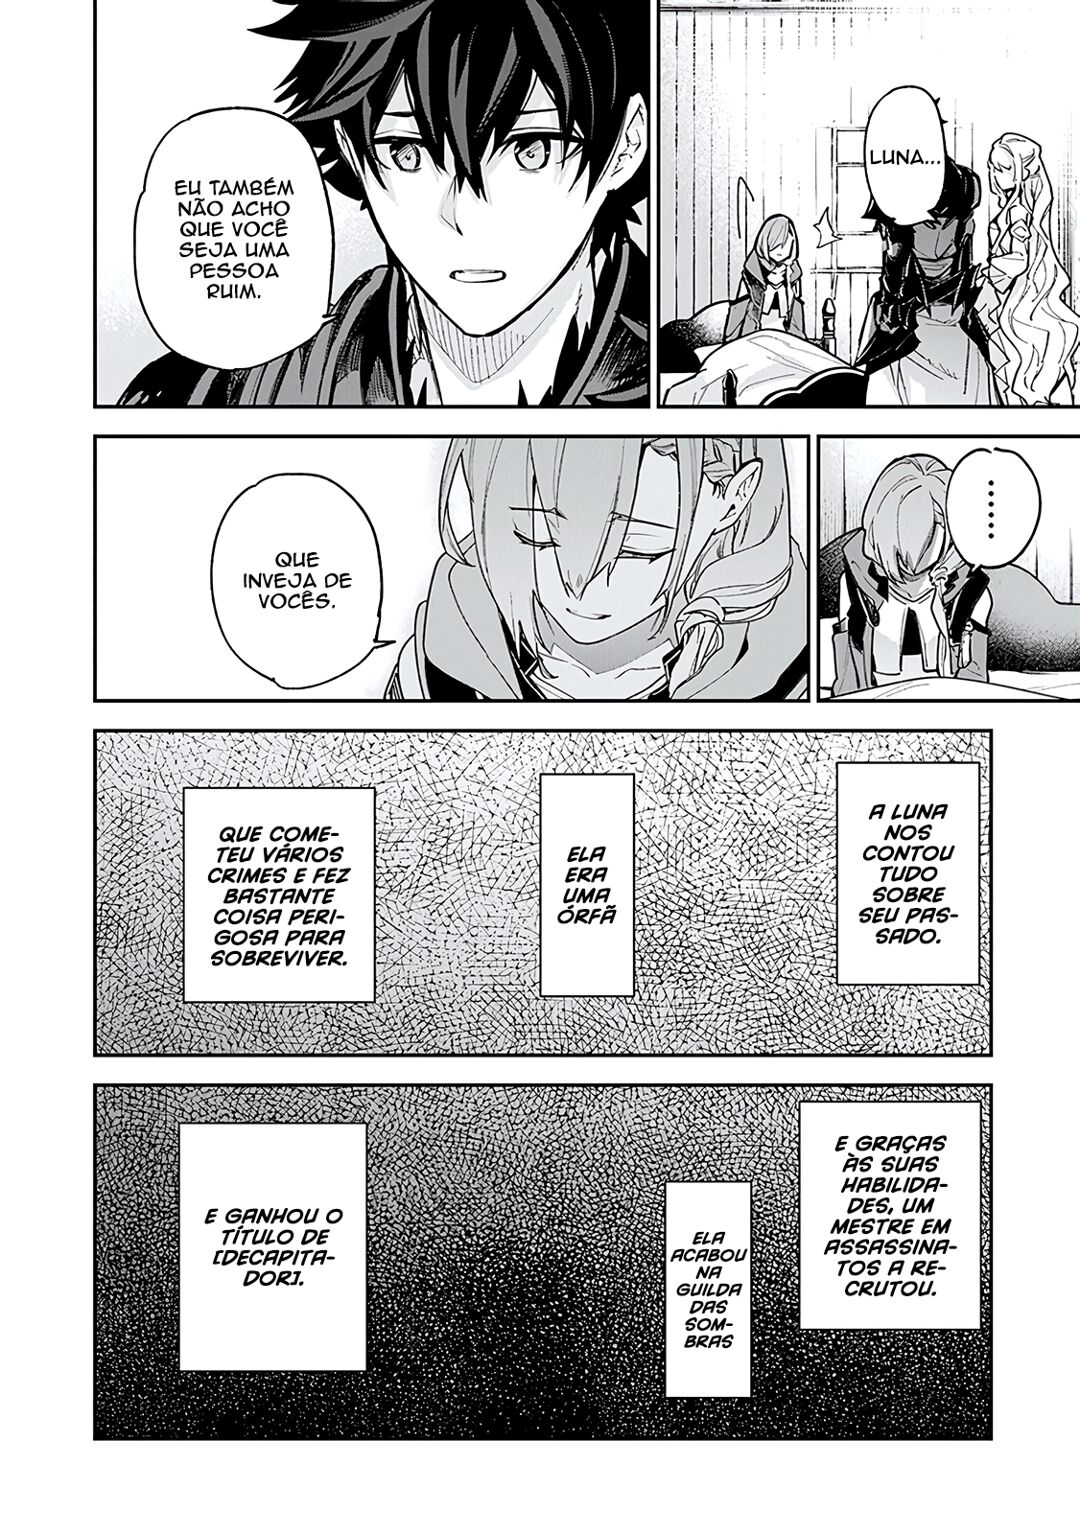 LUNA...
EU TAMBÉM
NÃO ACHO
QUE VOCÊ
SEJA UMA
PESSOA
RUIM.
........
QUE
INVEJA DE
VOCÊS.
A LUNA
NOS
CONTOU
TUDO
SOBRE
SEU PAS-
SADO.
ELA
ERA
UMA
ÓRFÃ
QUE COME-
TEU VÁRIOS
CRIMES E FEZ
BASTANTE
COISA PERI-
GOSA PARA
SOBREVIVER.
E GRAÇAS
ÀS SUAS
HABILIDA-
DES, UM
MESTRE EM
ASSASSINA-
TOS A RE-
CRUTOU.
ELA
ACABOU
NA
GUILDA
DAS
SOM-
BRAS
E GANHOU O
TÍTULO DE
[DECAPITA-
DOR].